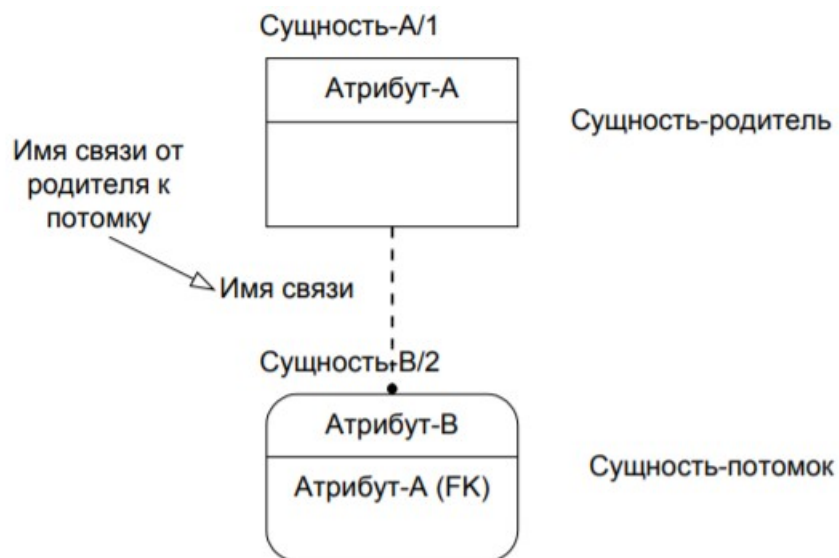 Сущность-A/1
Атрибут-A
Сущность-родитель
Имя связи от
родителя к
потомку
Имя связи
Сущность-B/2
Атрибут-B
Атрибут-A (FK)
Сущность-потомок